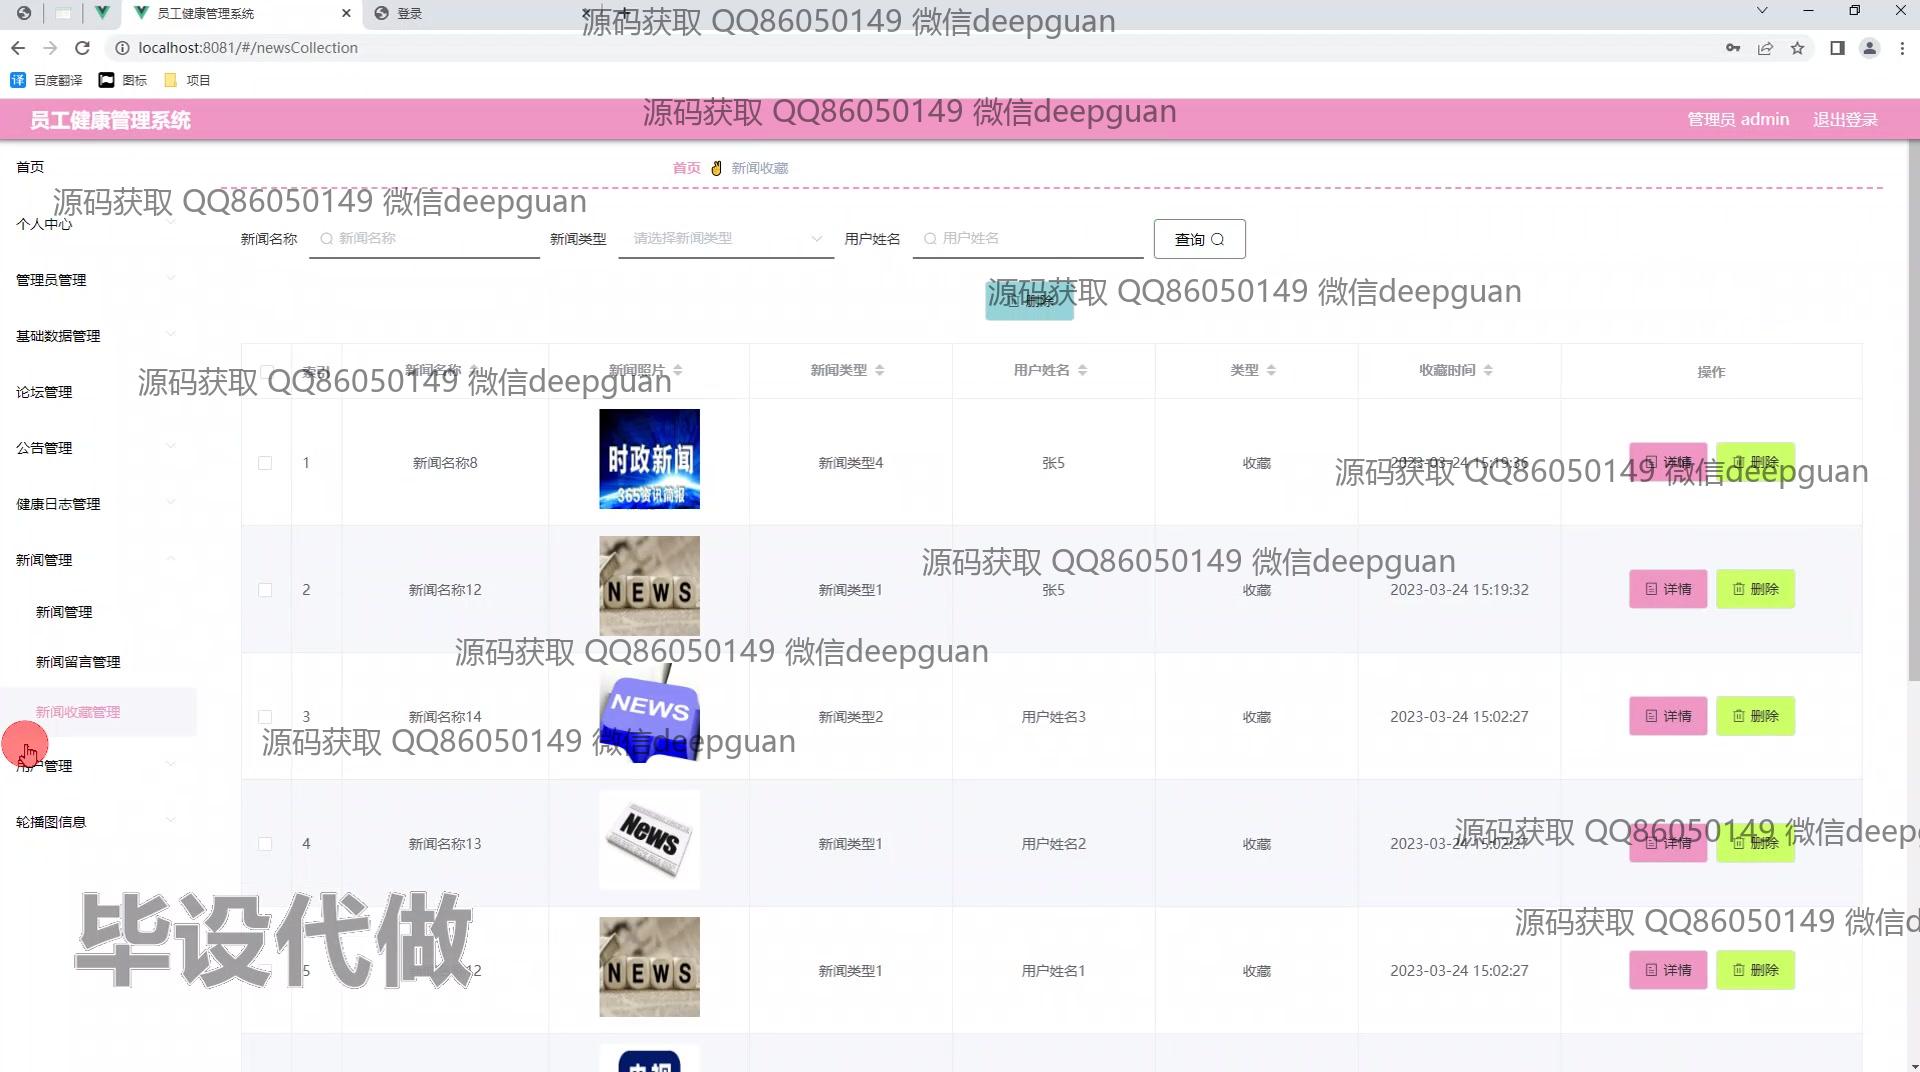 员工健康管理系统
登录
源码获取 QQ86050149 微信deepguan
localhost:8081/#/newsCollection
百度翻译
图标
项目
员工健康管理系统
源码获取 QQ86050149 微信deepguan
管理员 admin
退出登录
首页
首页
新闻收藏
源码获取 QQ86050149 微信deepguan
个人中心
新闻名称
新闻名称
新闻类型
请选择新闻类型
用户姓名
用户姓名
查询
管理员管理
源码获取 QQ86050149 微信deepguan
删除
基础数据管理
索引
新闻名称
新闻照片
新闻类型
用户姓名
类型
收藏时间
操作
源码获取 QQ86050149 微信deepguan
论坛管理
公告管理
时政新闻
365资讯简报
1
新闻名称8
新闻类型4
张5
收藏
2023-03-24 15:19:36
详情
删除
源码获取 QQ86050149 微信deepguan
健康日志管理
新闻管理
源码获取 QQ86050149 微信deepguan
2
新闻名称12
NEWS
新闻类型1
张5
收藏
2023-03-24 15:19:32
详情
删除
新闻管理
新闻留言管理
源码获取 QQ86050149 微信deepguan
新闻收藏管理
3
新闻名称14
NEWS
新闻类型2
用户姓名3
收藏
2023-03-24 15:02:27
详情
删除
源码获取 QQ86050149 微信deepguan
用户管理
轮播图信息
4
新闻名称13
News
新闻类型1
用户姓名2
收藏
2023-03-24 15:02:27
详情
删除
源码获取 QQ86050149 微信deep
毕设代做
源码获取 QQ86050149 微信d
5
12
NEWS
新闻类型1
用户姓名1
收藏
2023-03-24 15:02:27
详情
删除